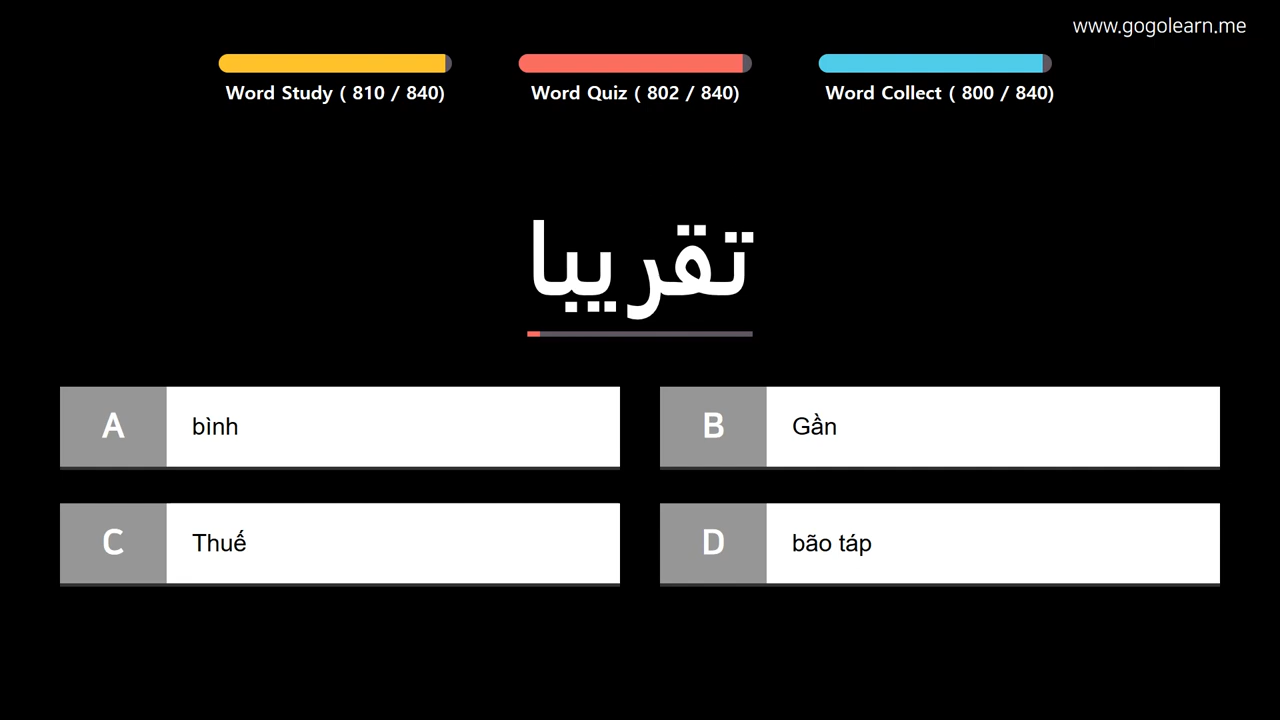 www.gogolearn.me
Word Study ( 810 / 840)
Word Quiz ( 802 / 840)
Word Collect ( 800 / 840)
تقريبا
A bình
B Gần
C Thuế
D bão táp